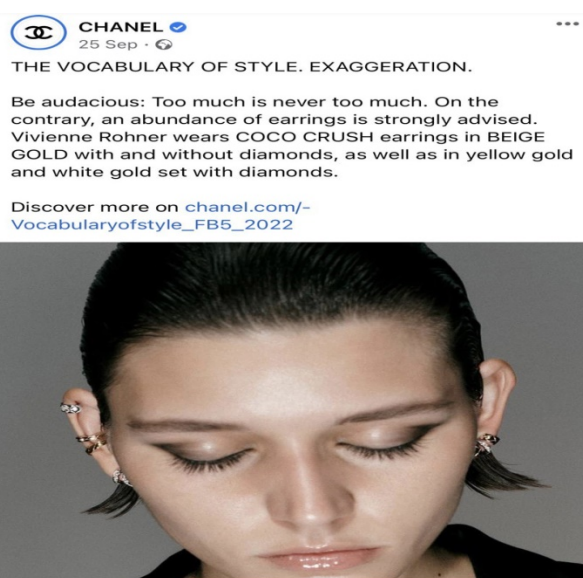 CHANEL
25 Sep ·
THE VOCABULARY OF STYLE. EXAGGERATION.
Be audacious: Too much is never too much. On the
contrary, an abundance of earrings is strongly advised.
Vivienne Rohner wears COCO CRUSH earrings in BEIGE
GOLD with and without diamonds, as well as in yellow gold
and white gold set with diamonds.
Discover more on chanel.com/-
Vocabularyofstyle_FB5_2022